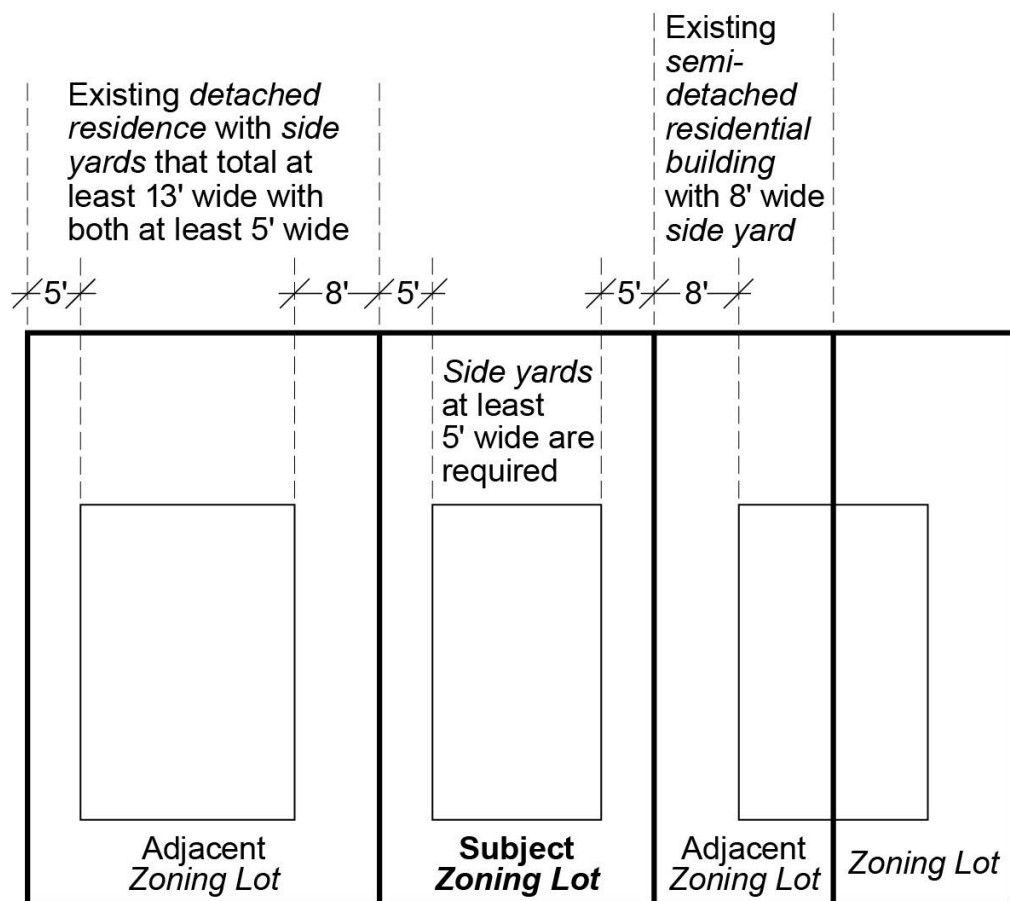 Existing detached
residence with side
yards that total at
least 13' wide with
both at least 5' wide
Existing
semi-
detached
residential
building
with 8' wide
side yard
5'
8'
5'
5'
8'
Side yards
at least
5' wide are
required
Adjacent
Zoning Lot
Subject
Zoning Lot
Adjacent
Zoning Lot
Zoning Lot